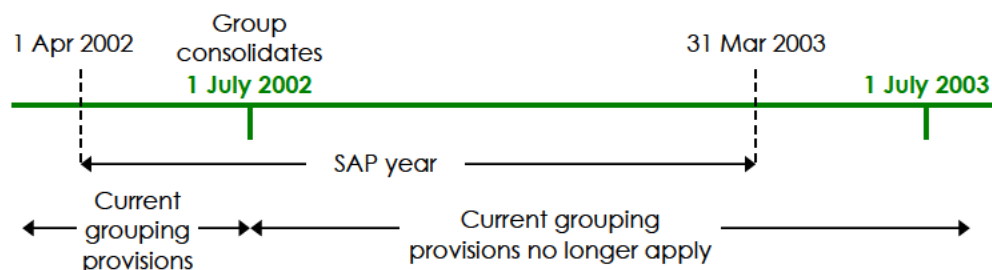 1 Apr 2002
Group
consolidates
1 July 2002
31 Mar 2003
1 July 2003
SAP year
Current
grouping
provisions
Current grouping
provisions no longer apply